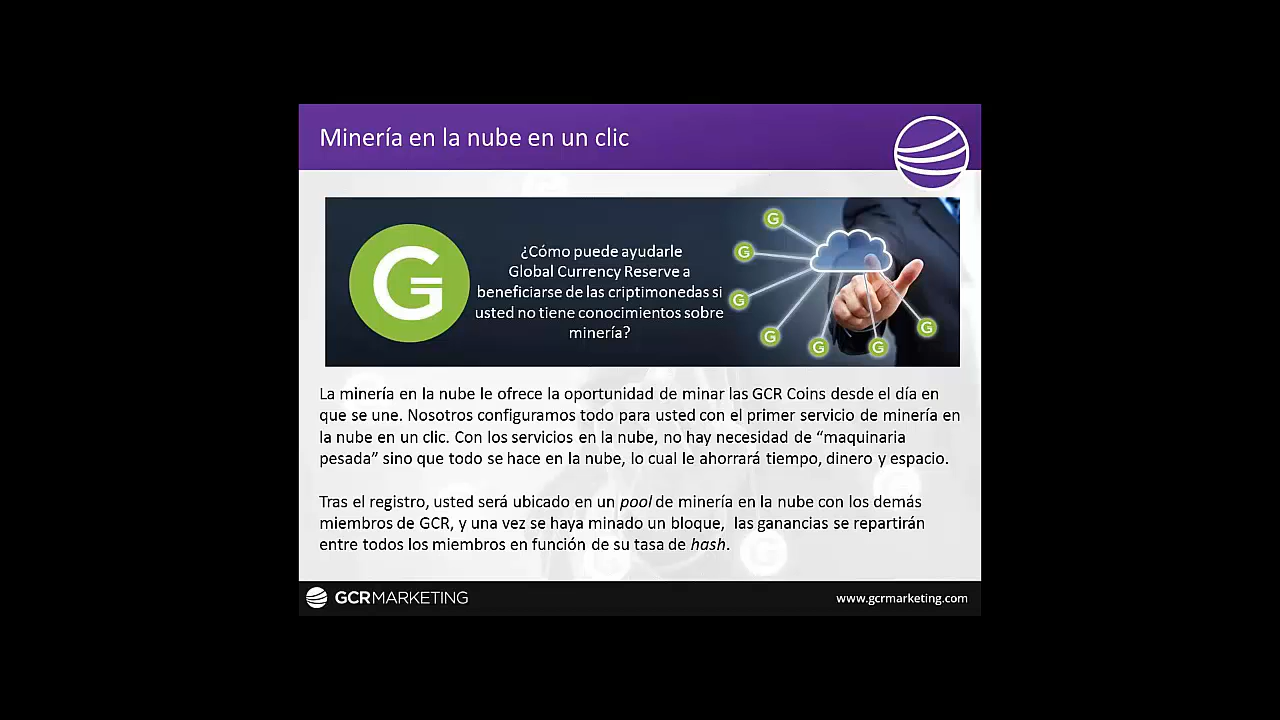 Minería en la nube en un clic
¿Cómo puede ayudarle
Global Currency Reserve a
beneficiarse de las criptimonedas si
usted no tiene conocimientos sobre
minería?
G
G
G
G
G
G
G
G
La minería en la nube le ofrece la oportunidad de minar las GCR Coins desde el día en
que se une. Nosotros configuramos todo para usted con el primer servicio de minería en
la nube en un clic. Con los servicios en la nube, no hay necesidad de “maquinaria
pesada” sino que todo se hace en la nube, lo cual le ahorrará tiempo, dinero y espacio.
Tras el registro, usted será ubicado en un pool de minería en la nube con los demás
miembros de GCR, y una vez se haya minado un bloque, las ganancias se repartirán
entre todos los miembros en función de su tasa de hash.
GCRMARKETING
www.gcrmarketing.com